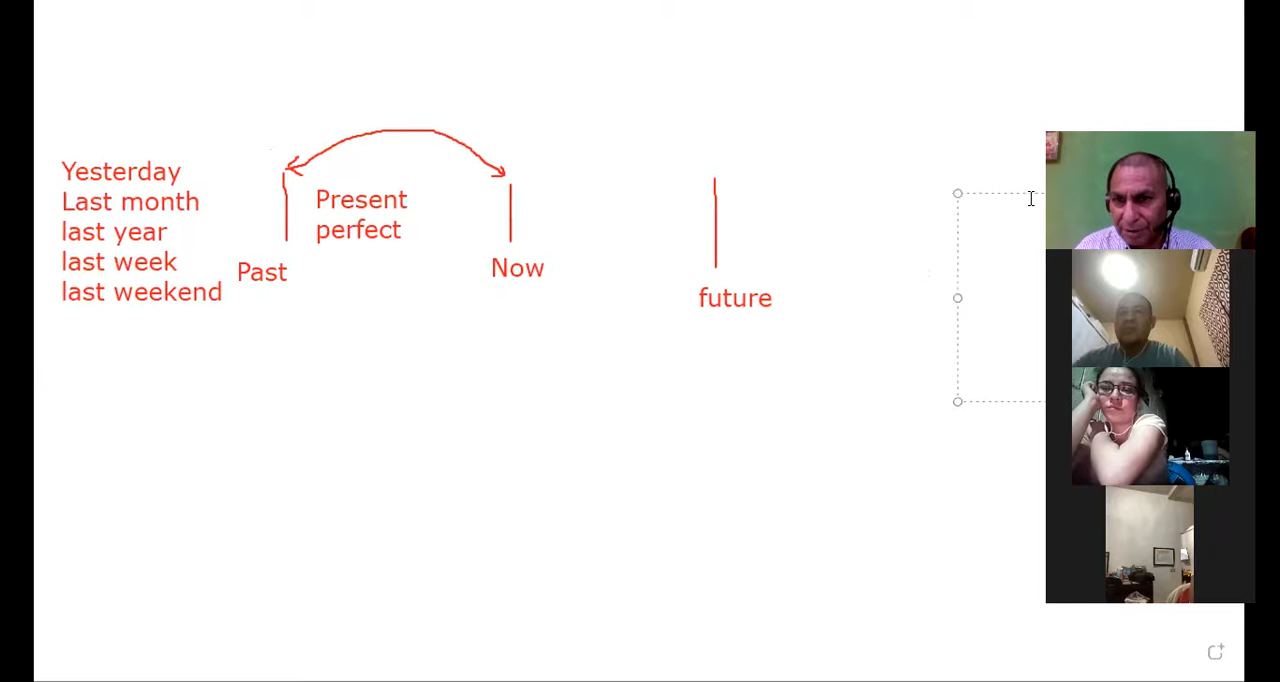 Yesterday
Last month
last year
last week
last weekend
Past
Present
perfect
Now
future